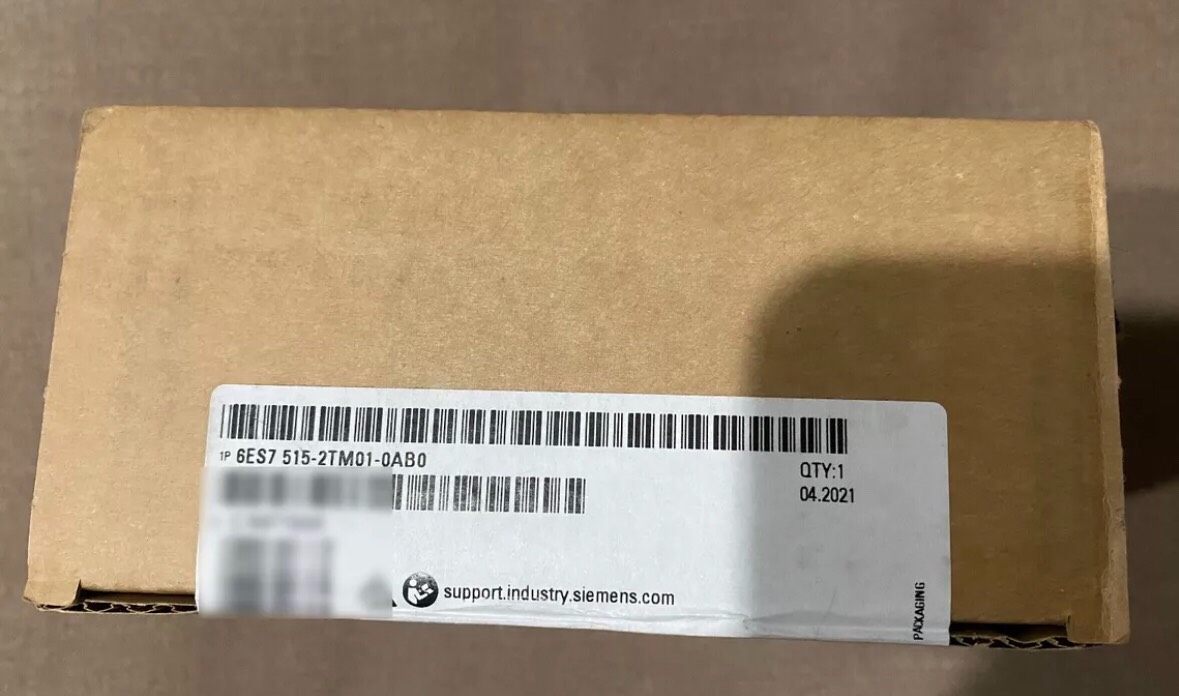 1P 6ES7 515-2TM01-0AB0
QTY:1
04.2021
support.industry.siemens.com
PACKAGING